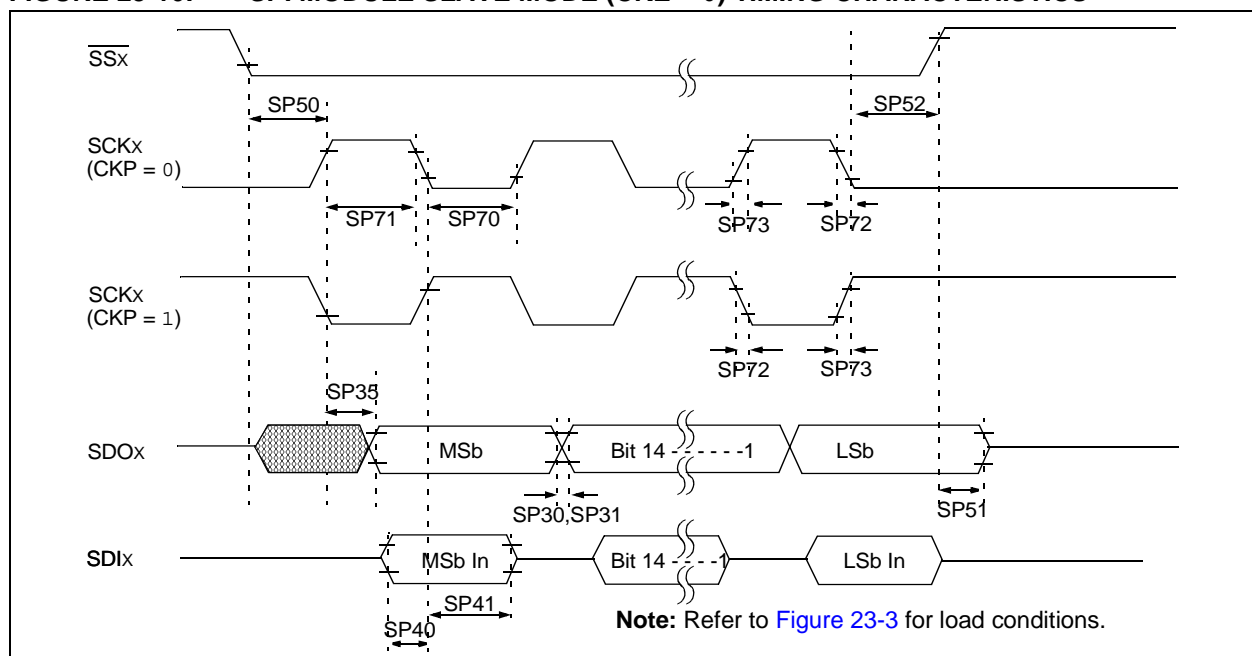 SSX
SP50
SP52
SCKX
(CKP = 0)
SP71
SP70
SP73
SP72
SCKX
(CKP = 1)
SP72
SP73
SP35
SDOX
MSb
Bit 14 - - - - - -1
LSb
SP30,SP31
SP51
SDIX
MSb In
Bit 14 - - - -1
LSb In
SP41
SP40
Note: Refer to Figure 23-3 for load conditions.